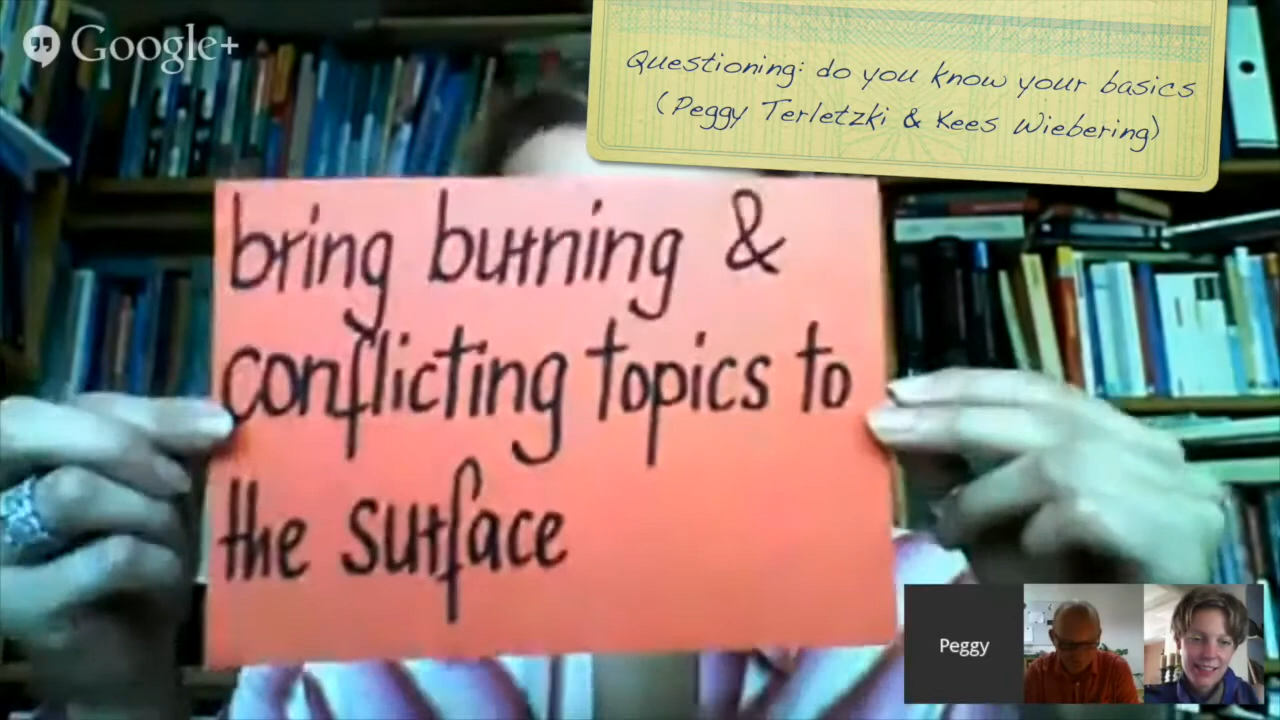 Google+
Questioning: do you know your basics
(Peggy Terletzki & Kees Wiebering)
bring burning &
conflicting topics to
the surface
Peggy